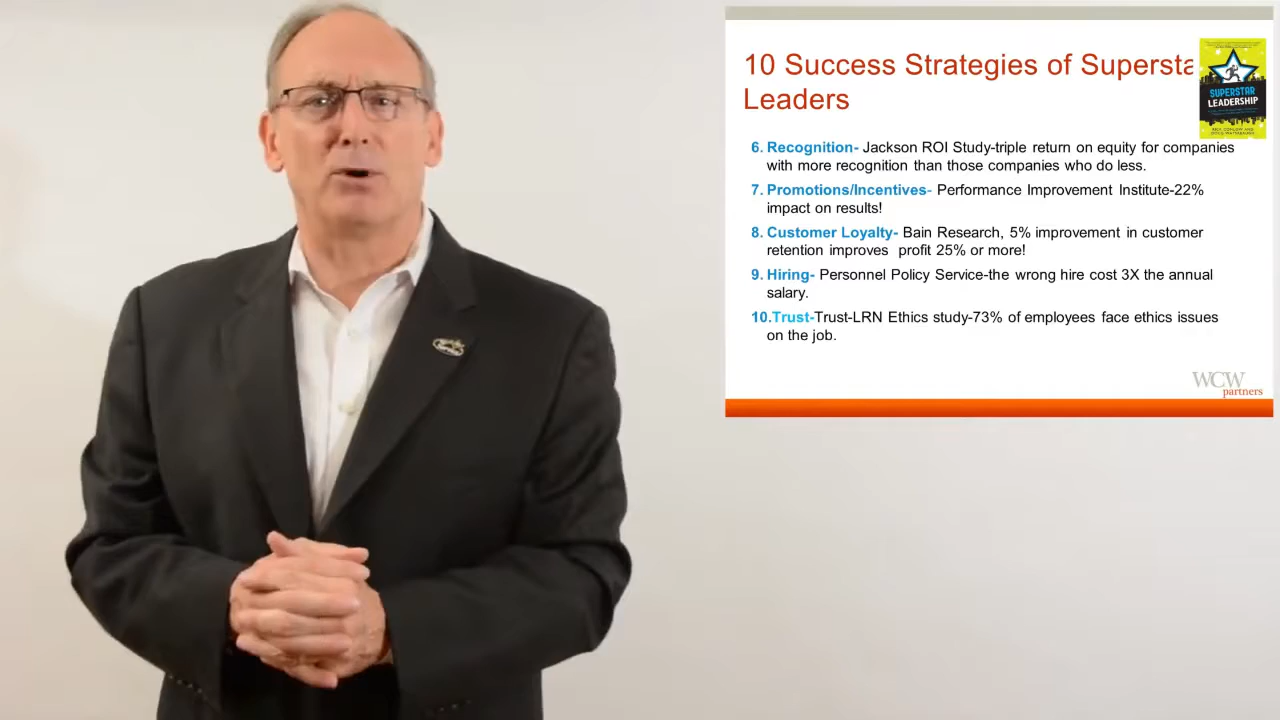 10 Success Strategies of Supersta
Leaders
SUPERSTAR
LEADERSHIP
6. Recognition- Jackson ROI Study-triple return on equity for companies
with more recognition than those companies who do less.
7. Promotions/Incentives- Performance Improvement Institute-22%
impact on results!
8. Customer Loyalty- Bain Research, 5% improvement in customer
retention improves profit 25% or more!
9. Hiring- Personnel Policy Service-the wrong hire cost 3X the annual
salary.
10.Trust-Trust-LRN Ethics study-73% of employees face ethics issues
on the job.
WCW
partners